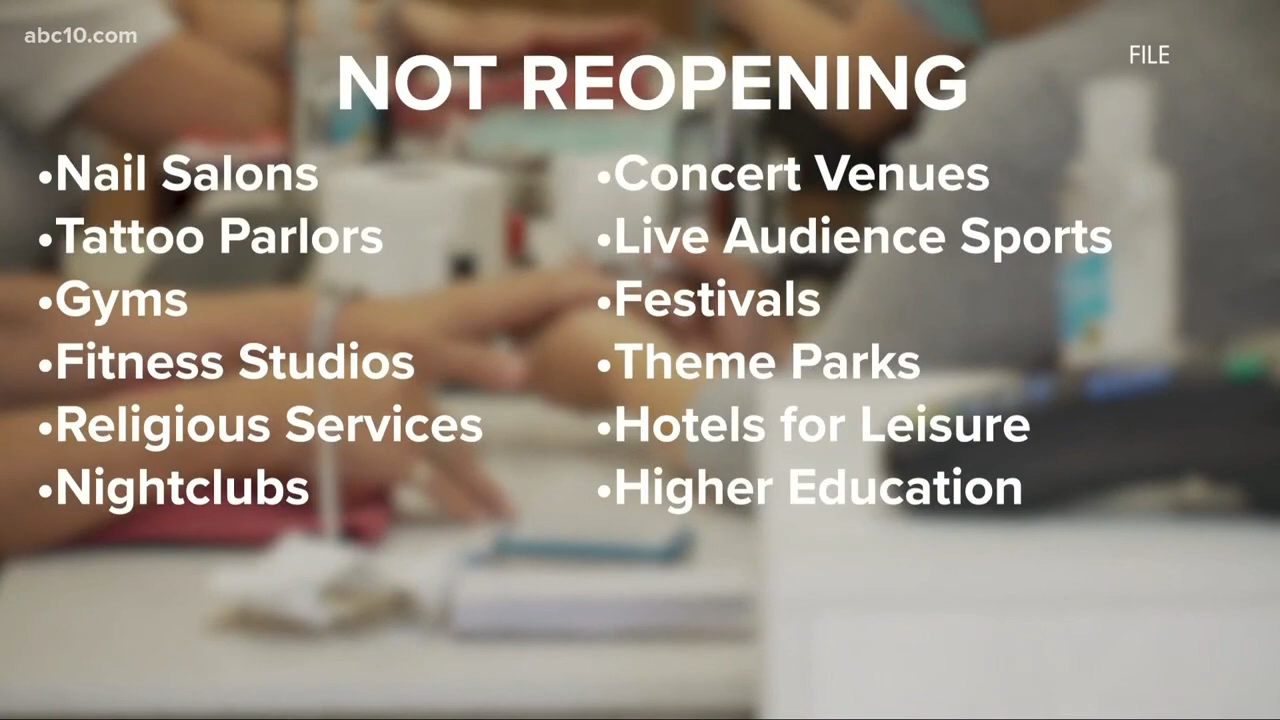 abc10.com
FILE
NOT REOPENING
•Nail Salons
•Tattoo Parlors
•Gyms
•Fitness Studios
•Religious Services
•Nightclubs
•Concert Venues
•Live Audience Sports
•Festivals
•Theme Parks
•Hotels for Leisure
•Higher Education